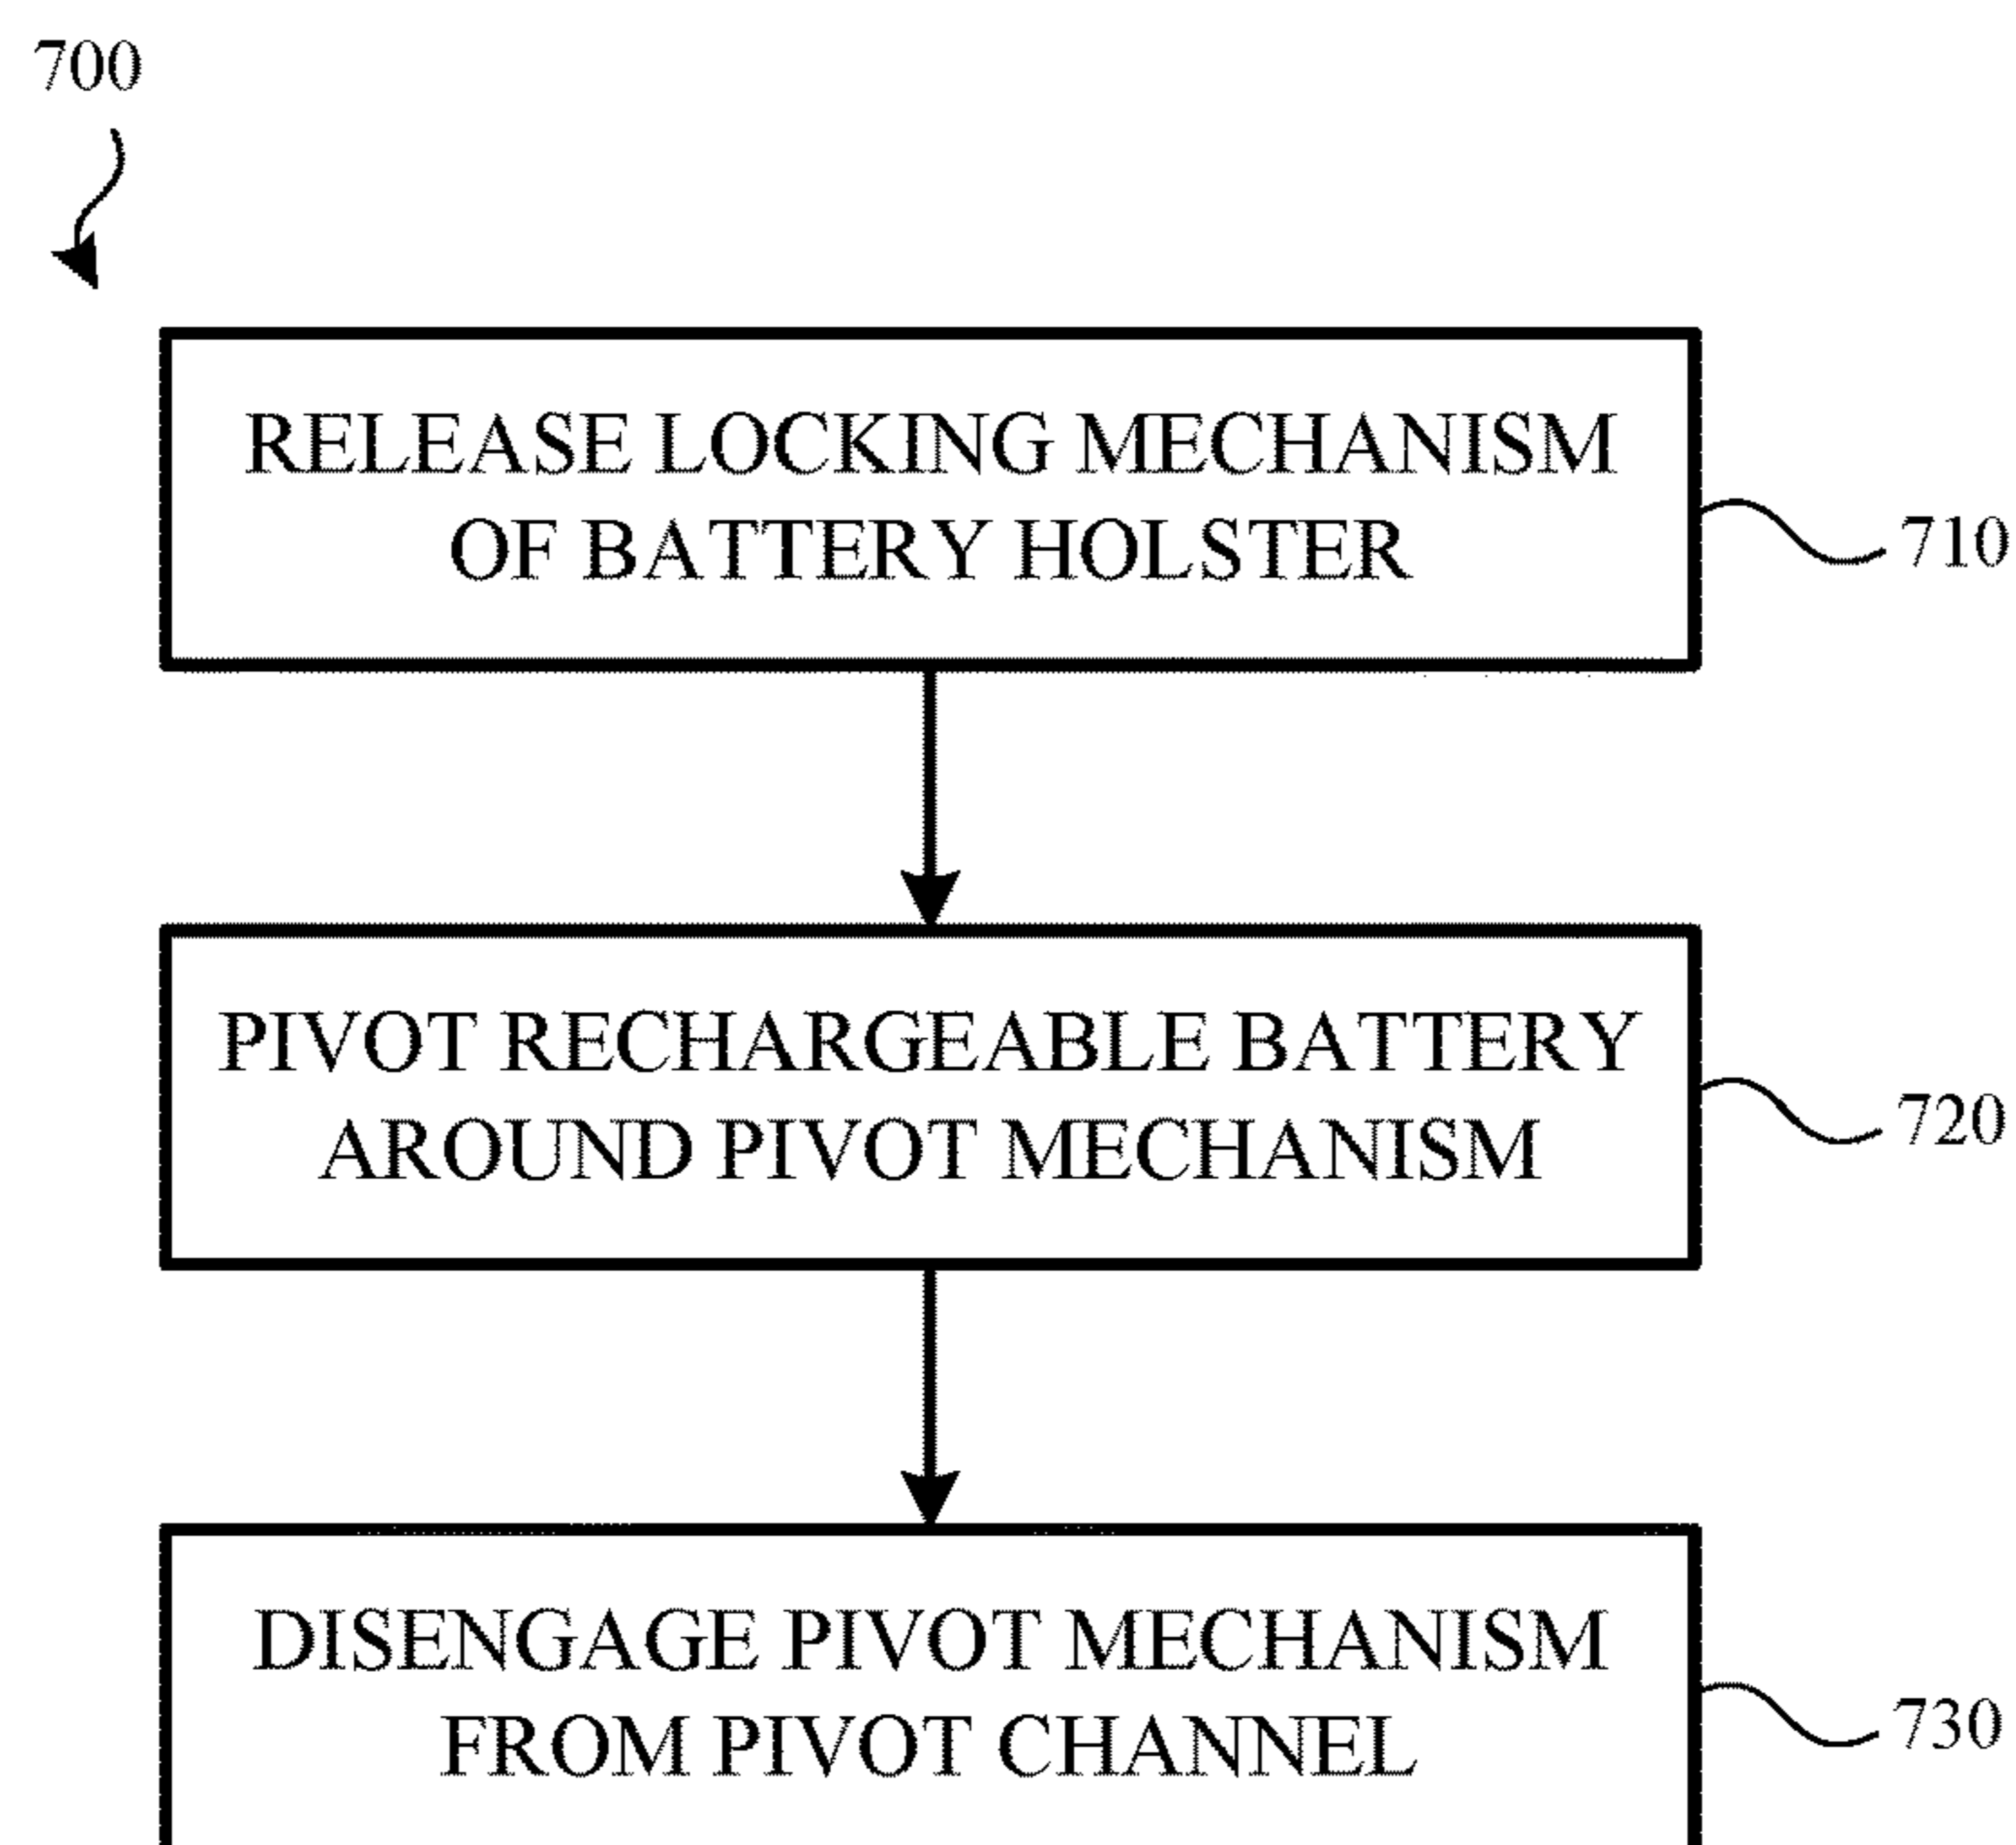 700
RELEASE LOCKING MECHANISM
OF BATTERY HOLSTER
710
PIVOT RECHARGEABLE BATTERY
AROUND PIVOT MECHANISM
720
DISENGAGE PIVOT MECHANISM
FROM PIVOT CHANNEL
730